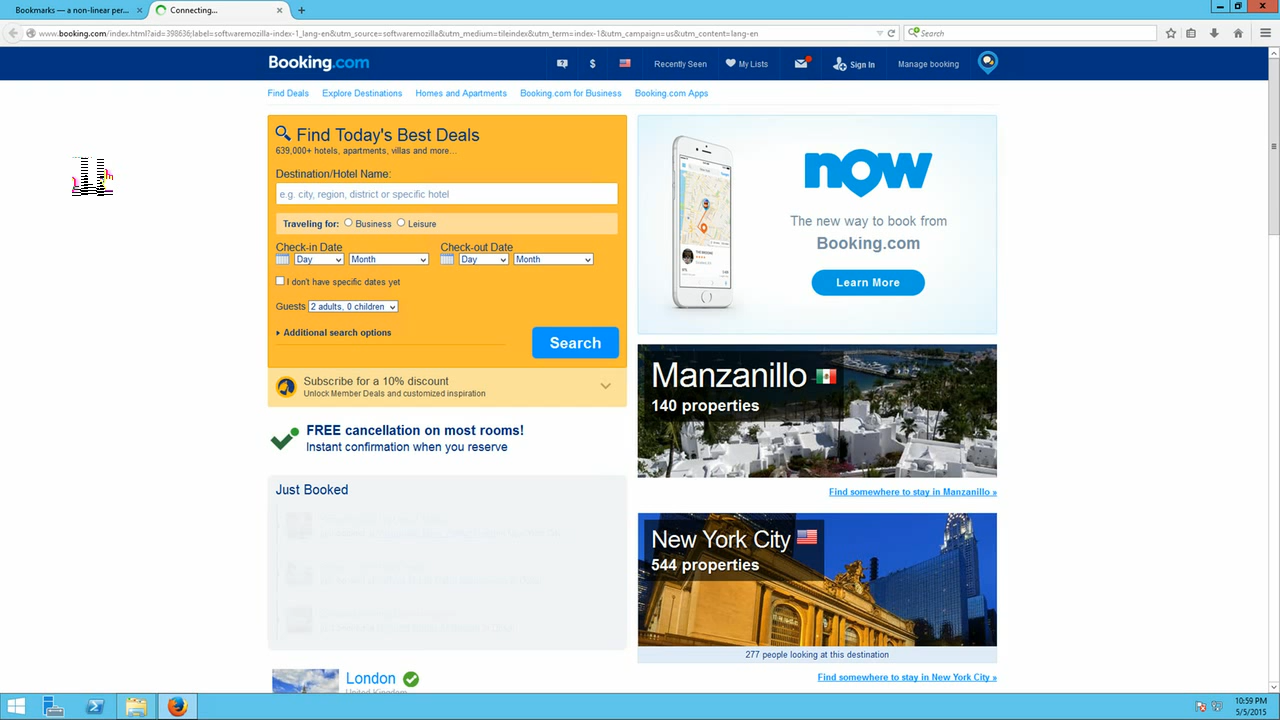 Bookmarks — a non-linear per...
Connecting...
www.booking.com/index.html?aid=398636;label=softwaremozilla-index-1_lang-en&utm_source=softwaremozilla&utm_medium=tileindex&utm_term=index-1&utm_campaign=us&utm_content=lang-en
Search
Booking.com
$
Recently Seen
My Lists
Sign In
Manage booking
Find Deals
Explore Destinations
Homes and Apartments
Booking.com for Business
Booking.com Apps
Find Today's Best Deals
639,000+ hotels, apartments, villas and more...
Destination/Hotel Name:
e.g. city, region, district or specific hotel
Traveling for: Business Leisure
Check-in Date
Check-out Date
Day Month
Day Month
I don't have specific dates yet
Guests 2 adults, 0 children
Additional search options
Search
Subscribe for a 10% discount
Unlock Member Deals and customized inspiration
FREE cancellation on most rooms!
Instant confirmation when you reserve
Just Booked
London
United Kingdom
now
The new way to book from
Booking.com
Learn More
Manzanillo
140 properties
Find somewhere to stay in Manzanillo »
New York City
544 properties
277 people looking at this destination
Find somewhere to stay in New York City »
10:59 PM
5/5/2015